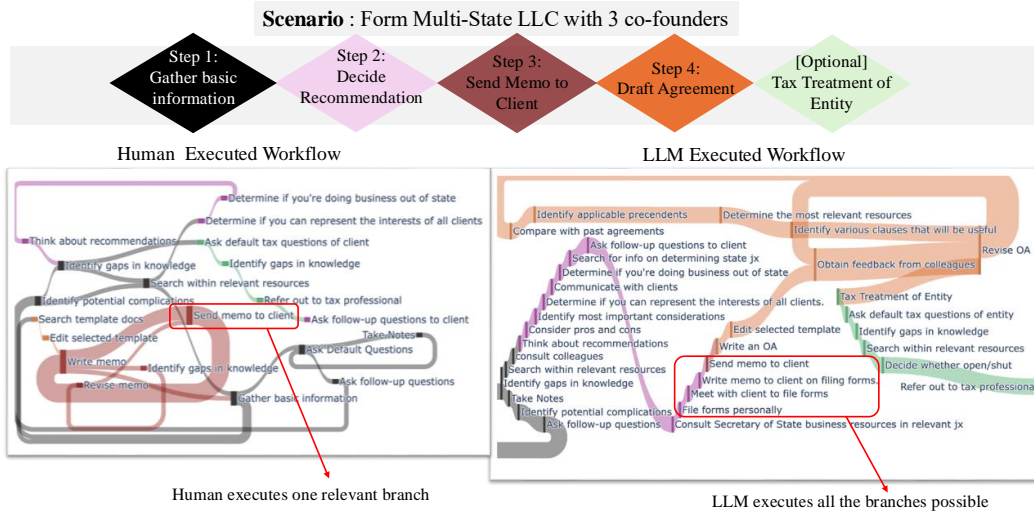 Scenario : Form Multi-State LLC with 3 co-founders
Step 1:
Gather basic
information
Step 2:
Decide
Recommendation
Step 3:
Send Memo to
Client
Step 4:
Draft Agreement
[Optional]
Tax Treatment of
Entity
Human Executed Workflow
Determine if you're doing business out of state
Determine if you can represent the interests of all clients
Think about recommendations
Ask default tax questions of client
Identify gaps in knowledge
Identify gaps in knowledge
Search within relevant resources
Identify potential complications
Refer out to tax professional
Search template docs
Send memo to client
Ask follow-up questions to client
Edit selected template
Take-Notes
Ask Default Questions
Write memo
Identify gaps in knowledge
Revise memo
Ask follow-up questions
Gather basic information
Human executes one relevant branch
LLM Executed Workflow
Identify applicable precendents
Determine the most relevant resources
Compare with past agreements
Identify various clauses that will be useful
Ask follow-up questions to client
Revise OA
Search for info on determining state jx
Obtain feedback from colleagues
Determine if you're doing business out of state
Communicate with clients
Tax Treatment of Entity
Determine if you can represent the interests of all clients.
Identify most important considerations
Ask default tax questions of entity
Consider pros and cons
Edit selected template
Identify gaps in knowledge
Think about recommendations
Write an OA
Search within relevant resources
consult colleagues
Send memo to client
Decide whether open/shut
Search within relevant resources
Identify gaps in knowledge
Write memo to client on filing forms.
Refer out to tax professiona
Take Notes
Meet with client to file forms
Identify potential complications
File forms personally
Ask follow-up questions
Consult Secretary of State business resources in relevant jx
LLM executes all the branches possible